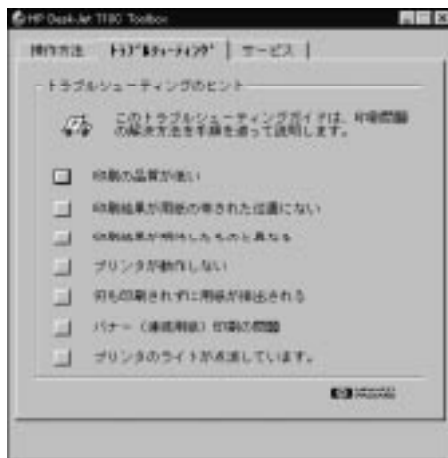 HP DeskJet 1100 Toolbox
操作方法 トラブルシューティング サービス
トラブルシューティングのヒント
このトラブルシューティングガイドは、印刷問題
の解決方法を手順を追って説明します。
印刷の品質が低い
印刷結果が用紙の中された位置にない
印刷結果が期待したものと異なる
プリンタが動作しない
何も印刷されずに用紙が排出される
バナー（連続用紙）印刷の問題
プリンタのライトが点滅しています。
HEWLETT
PACKARD